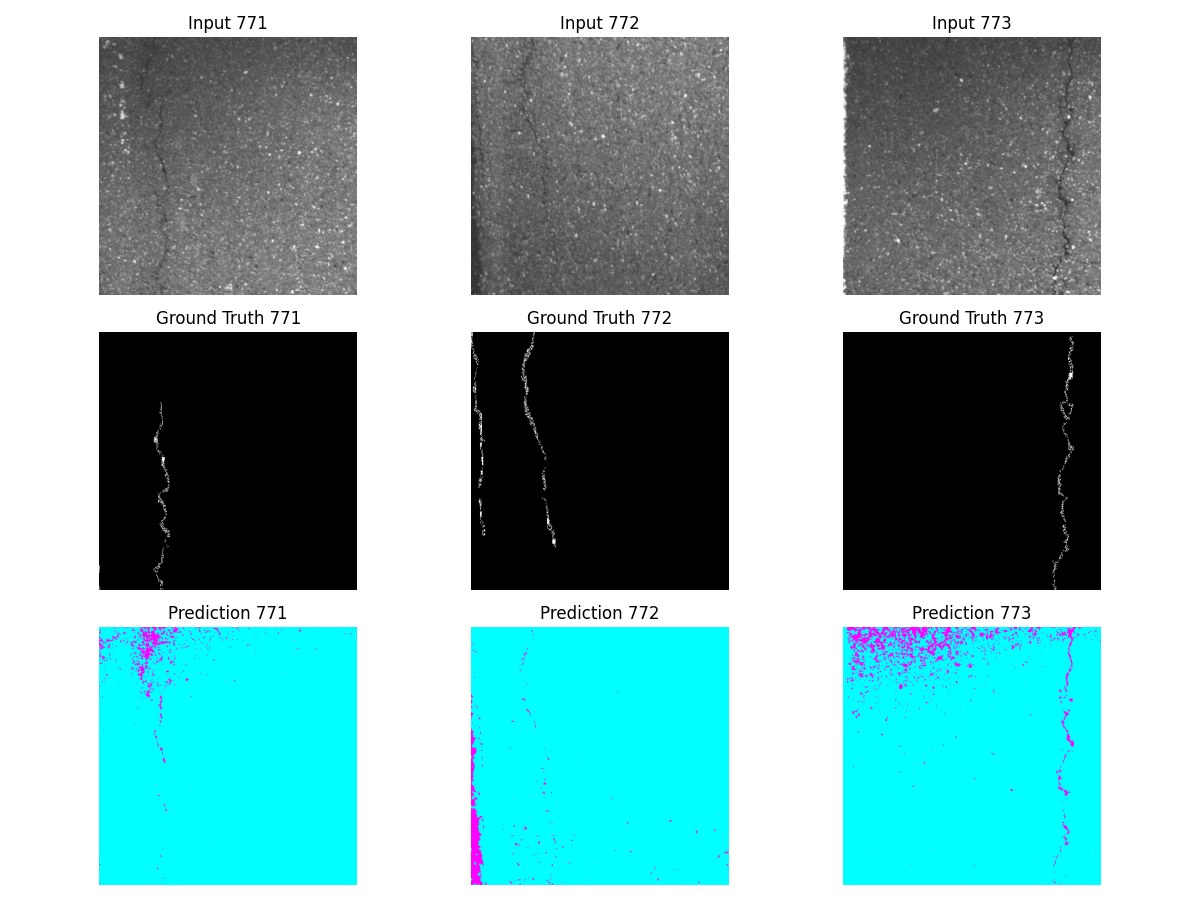 Input 771
Input 772
Input 773
Ground Truth 771
Ground Truth 772
Ground Truth 773
Prediction 771
Prediction 772
Prediction 773